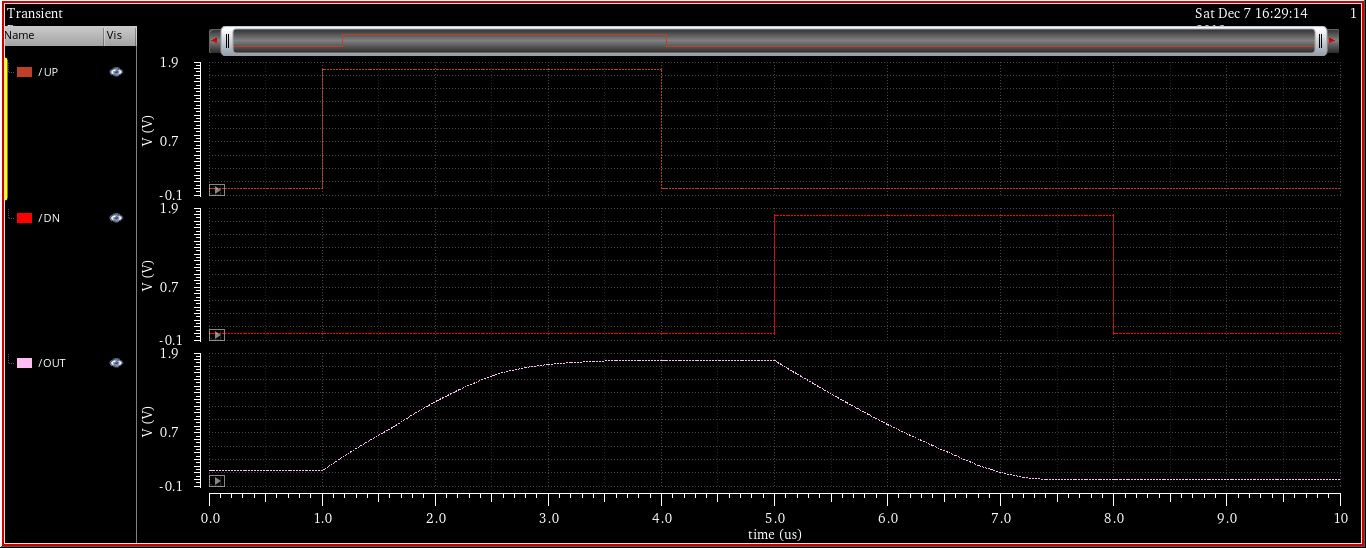 Transient
Sat Dec 7 16:29:14
1
Name Vis
/UP
1.9
V (V)
0.7
-0.1
/DN
1.9
V (V)
0.7
-0.1
/OUT
1.9
V (V)
0.7
-0.1
0.0 1.0 2.0 3.0 4.0 5.0 6.0 7.0 8.0 9.0 10
time (us)